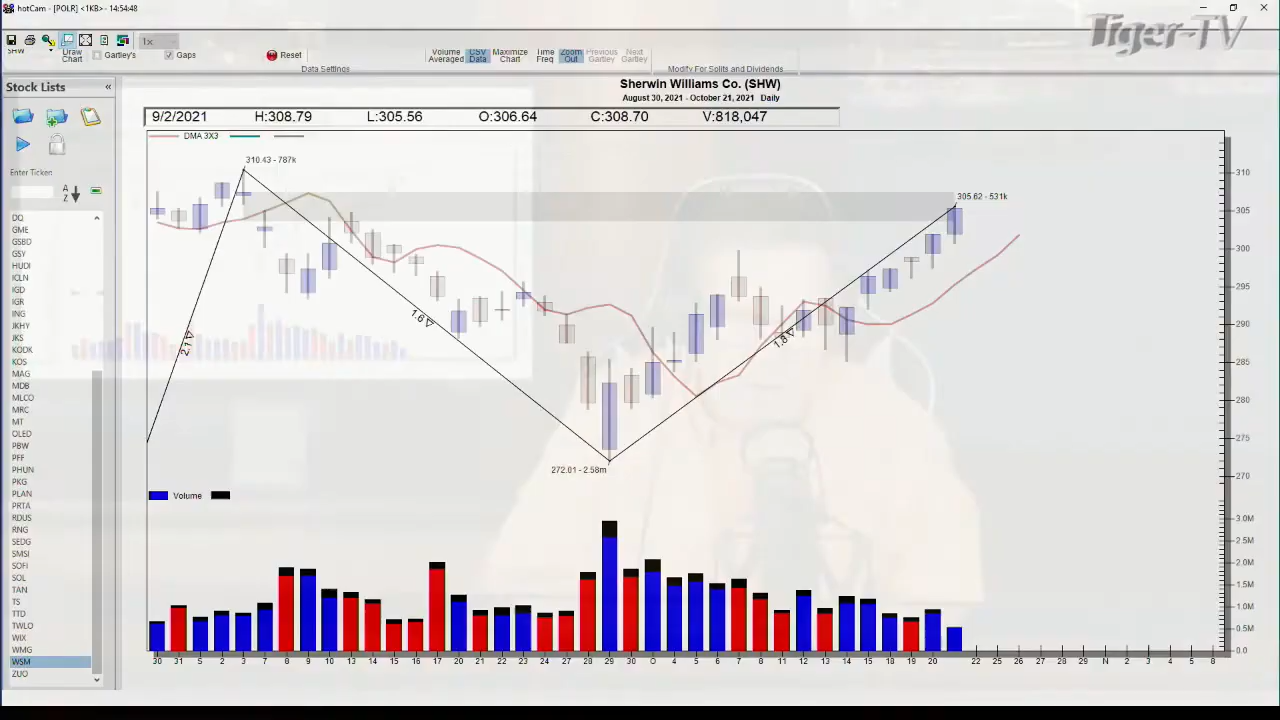 hotCam - [POLR] <1KB> - 14:54:48
Tiger-TV
1x
SHW
Draw Chart
Gartley's
Gaps
Reset
Data Settings
Volume Averaged
CSV Data
Maximize Chart
Time Freq
Zoom Out
Previous Gartley
Next Gartley
Modify For Splits and Dividends
Stock Lists
«
Sherwin Williams Co. (SHW)
August 30, 2021 - October 21, 2021 Daily
9/2/2021 H:308.79 L:305.56 O:306.64 C:308.70 V:818,047
DMA 3X3
Enter Ticker:
A
Z
DQ
GME
GSBD
GSY
HUDI
ICLN
IGD
IGR
ING
JKHY
JKS
KODK
KOS
MAG
MDB
MLCO
MRC
MT
OLED
PBW
PFF
PHUN
PKG
PLAN
PRTA
RDUS
RNG
SEDG
SMSI
SOFI
SOL
TAN
TS
TTD
TWLO
WIX
WMG
WSM
ZUO
310.43 - 787k
305.62 - 531k
2.1
1.6
1.8
272.01 - 2.58m
310
305
300
295
290
285
280
275
270
Volume
3.0M
2.5M
2.0M
1.5M
1.0M
0.5M
0.0
30 31 S 2 3 7 8 9 10 13 14 15 16 17 20 21 22 23 24 27 28 29 30 O 4 5 6 7 8 11 12 13 14 15 18 19 20 22 25 26 27 28 29 N 2 3 4 5 8